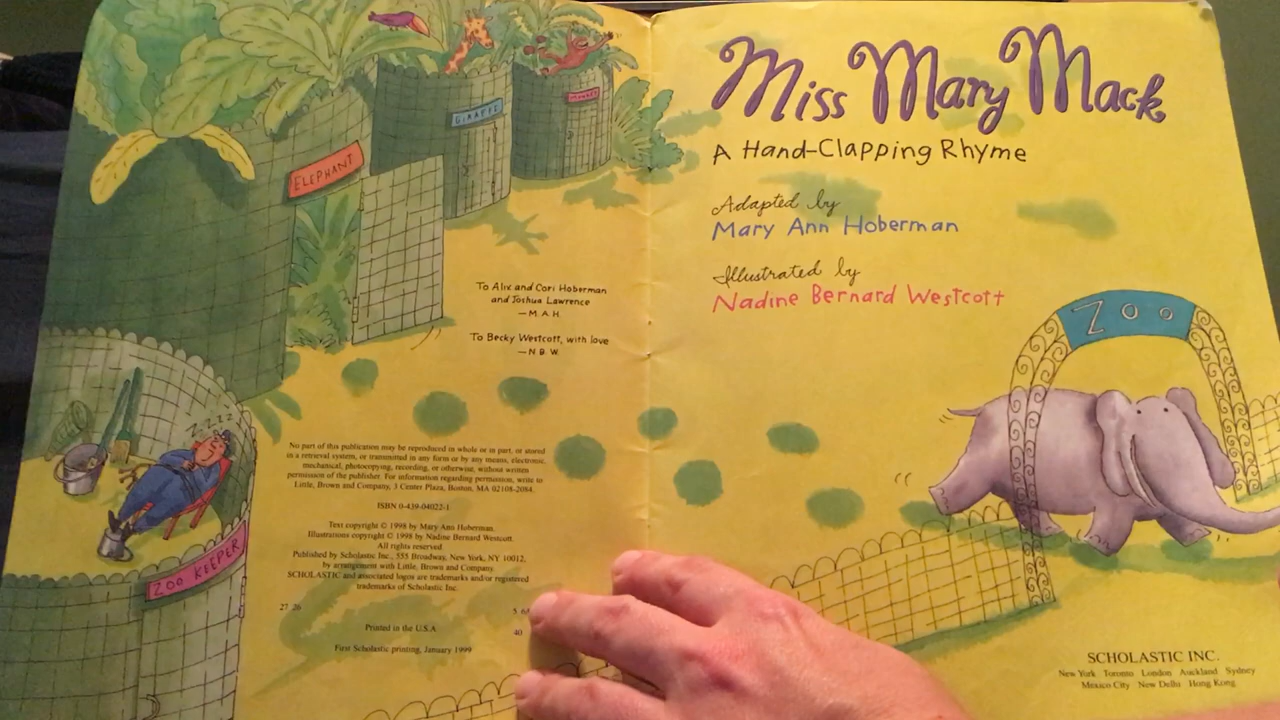 GIRAFFE
ELEPHANT
To Alix and Cori Hoberman
and Joshua Lawrence
—M.A.H.
To Becky Westcott, with love
—N.B.W.
ZZZZZ
ZOO KEEPER
No part of this publication may be reproduced in whole or in part, or stored
in a retrieval system, or transmitted in any form or by any means, electronic,
mechanical, photocopying, recording, or otherwise, without written
permission of the publisher. For information regarding permission, write to
Little, Brown and Company, 3 Center Plaza, Boston, MA 02108-2084.
ISBN 0-439-04022-1
Text copyright © 1998 by Mary Ann Hoberman.
Illustrations copyright © 1998 by Nadine Bernard Westcott.
All rights reserved.
Published by Scholastic Inc., 555 Broadway, New York, NY 10012,
by arrangement with Little, Brown and Company.
SCHOLASTIC and associated logos are trademarks and/or registered
trademarks of Scholastic Inc.
27 26
40
Printed in the U.S.A.
First Scholastic printing, January 1999
Miss Mary Mack
A Hand-Clapping Rhyme
Adapted by
Mary Ann Hoberman
Illustrated by
Nadine Bernard Westcott
ZOO
SCHOLASTIC INC.
New York Toronto London Auckland Sydney
Mexico City New Delhi Hong Kong